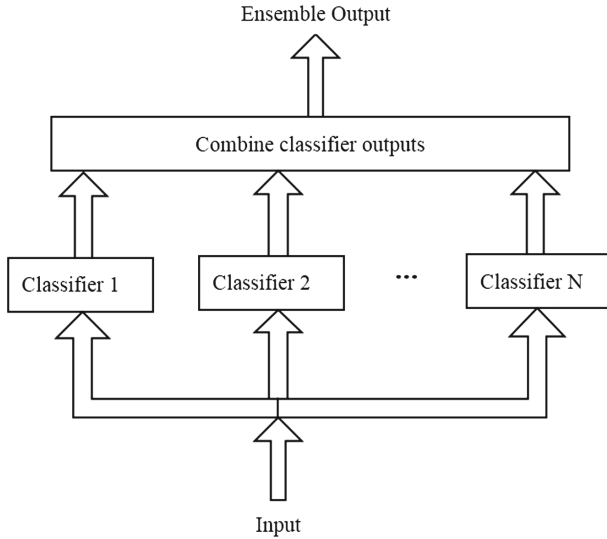 Ensemble Output
Combine classifier outputs
Classifier 1
Classifier 2
...
Classifier N
Input